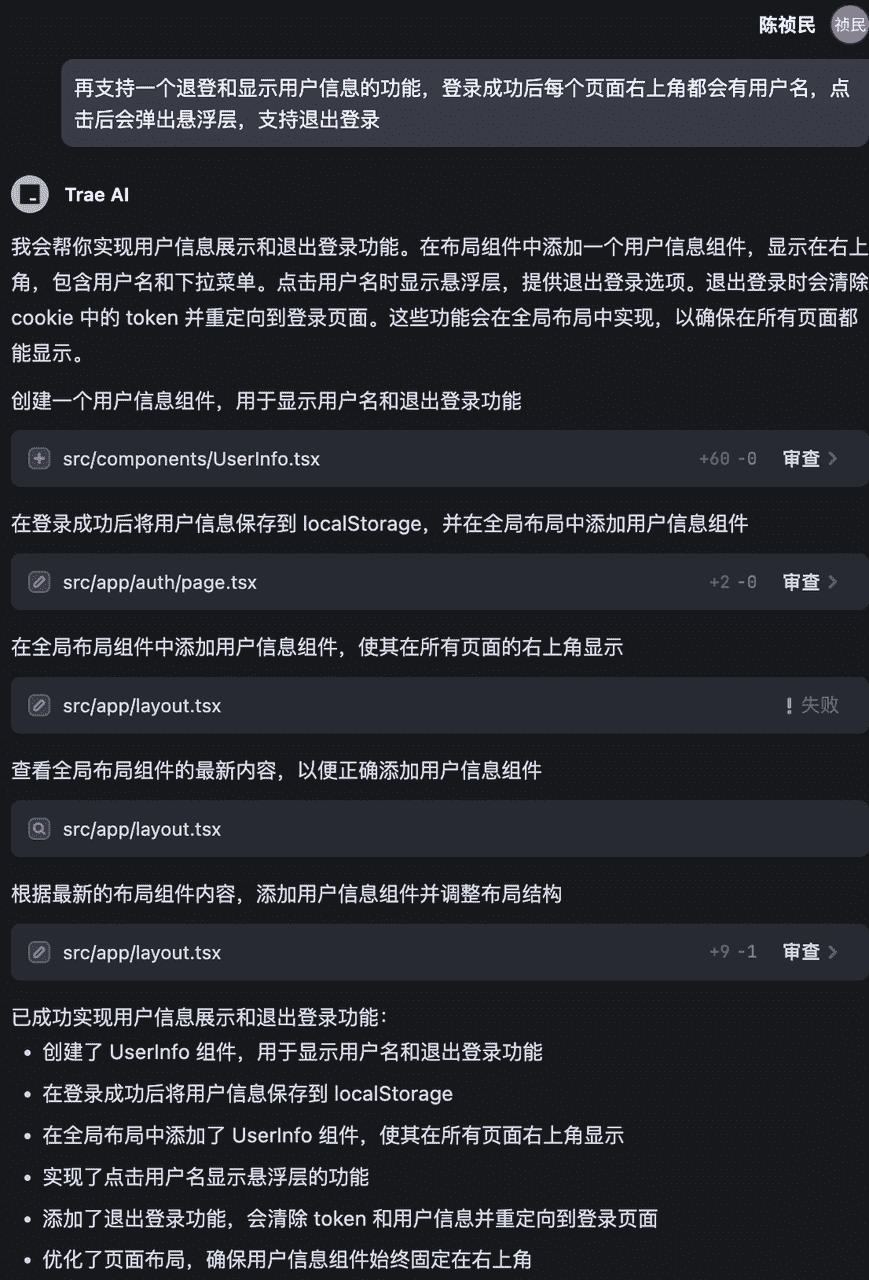 陈祯民
祯民
再支持一个退登和显示用户信息的功能，登录成功后每个页面右上角都会有用户名，点
击后会弹出悬浮层，支持退出登录
Trae AI
我会帮你实现用户信息展示和退出登录功能。在布局组件中添加一个用户信息组件，显示在右上
角，包含用户名和下拉菜单。点击用户名时显示悬浮层，提供退出登录选项。退出登录时会清除
cookie 中的 token 并重定向到登录页面。这些功能会在全局布局中实现，以确保在所有页面都
能显示。
创建一个用户信息组件，用于显示用户名和退出登录功能
src/components/UserInfo.tsx +60 -0 审查
在登录成功后将用户信息保存到 localStorage，并在全局布局中添加用户信息组件
src/app/auth/page.tsx +2 -0 审查
在全局布局组件中添加用户信息组件，使其在所有页面的右上角显示
src/app/layout.tsx ! 失败
查看全局布局组件的最新内容，以便正确添加用户信息组件
src/app/layout.tsx
根据最新的布局组件内容，添加用户信息组件并调整布局结构
src/app/layout.tsx +9 -1 审查
已成功实现用户信息展示和退出登录功能：
• 创建了 UserInfo 组件，用于显示用户名和退出登录功能
• 在登录成功后将用户信息保存到 localStorage
• 在全局布局中添加了 UserInfo 组件，使其在所有页面右上角显示
• 实现了点击用户名显示悬浮层的功能
• 添加了退出登录功能，会清除 token 和用户信息并重定向到登录页面
• 优化了页面布局，确保用户信息组件始终固定在右上角